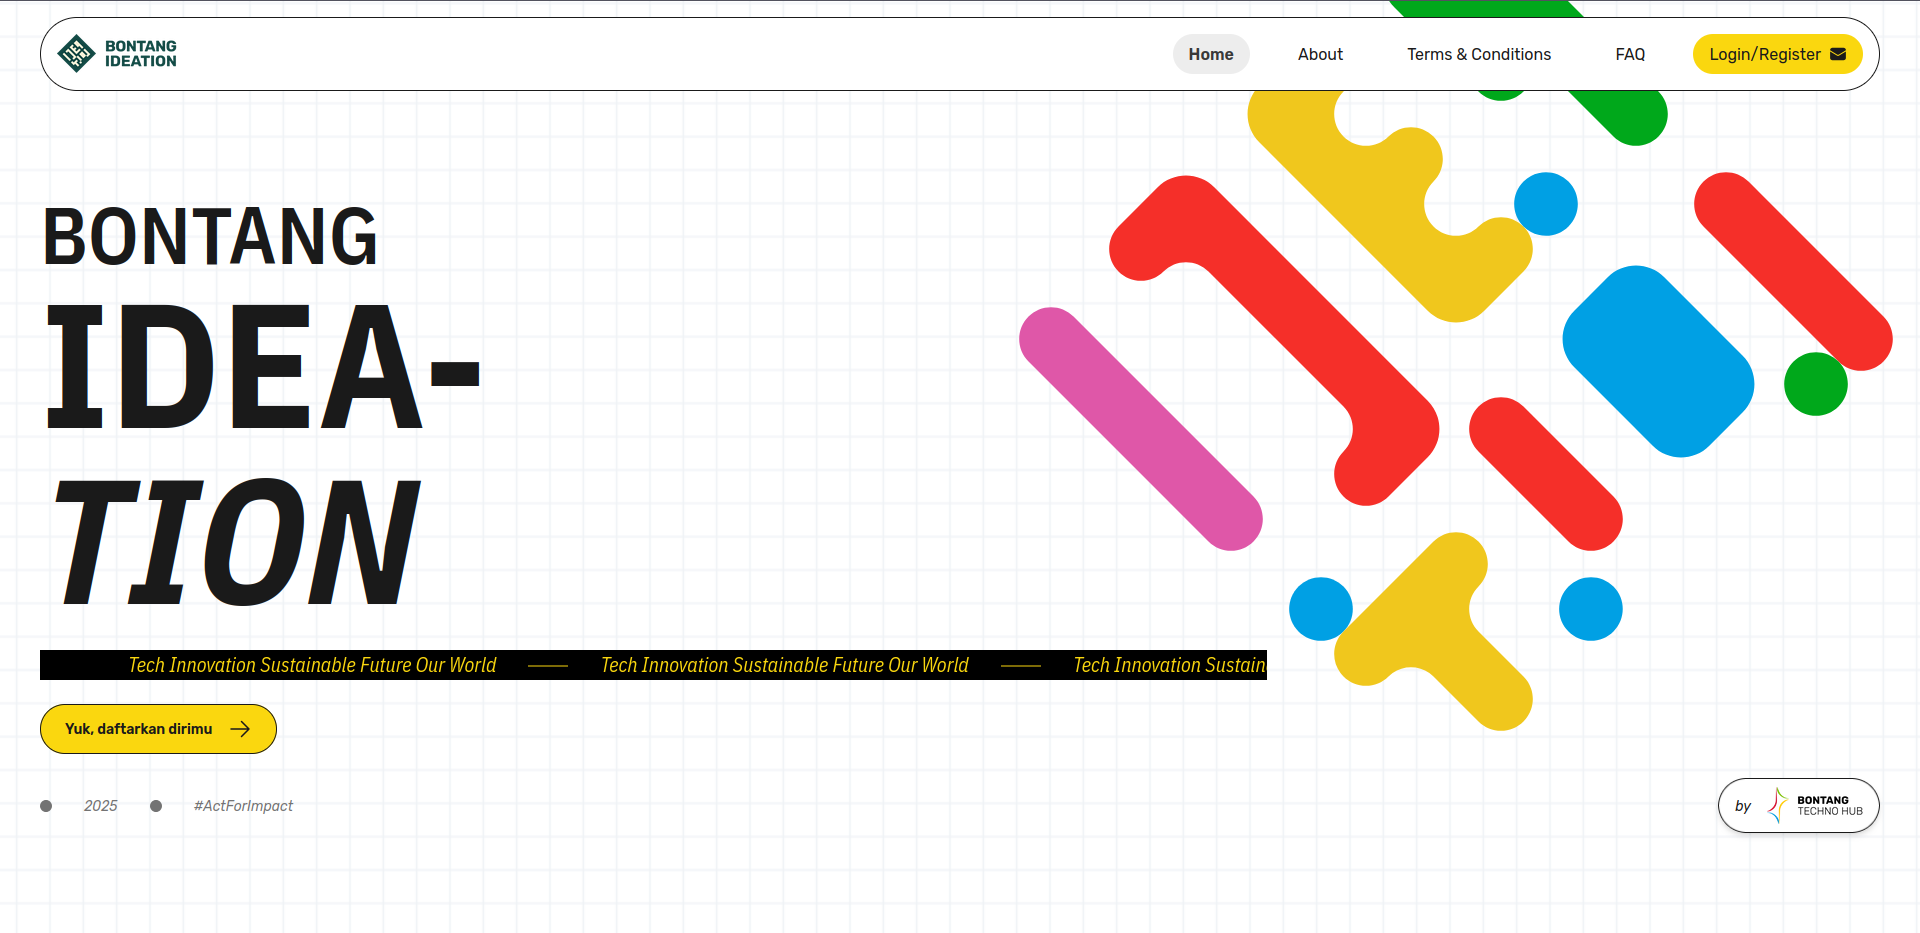 BONTANG
IDEATION
Home
About
Terms & Conditions
FAQ
Login/Register
BONTANG
IDEA-
TION
Tech Innovation Sustainable Future Our World
Tech Innovation Sustainable Future Our World
Tech Innovation Sustain
Yuk, daftarkan dirimu
2025
#ActForImpact
by
BONTANG
TECHNO HUB